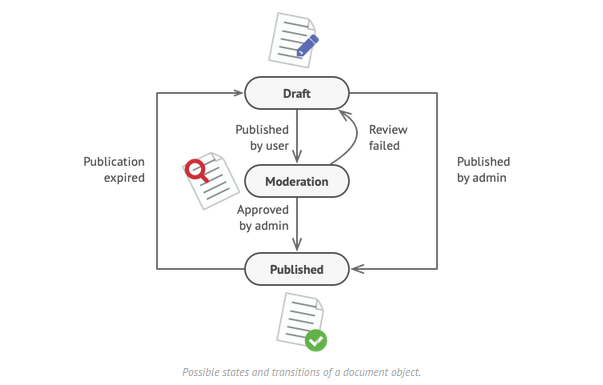 Draft
Published
by user
Review
failed
Publication
expired
Published
by admin
Moderation
Approved
by admin
Published
Possible states and transitions of a document object.